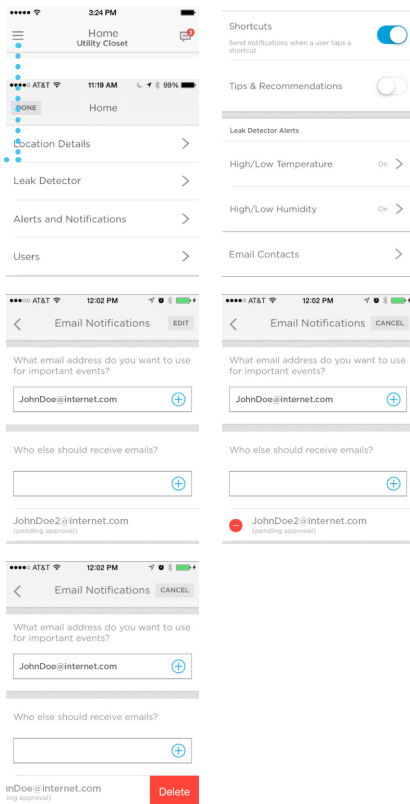 3:24 PM
Home
Utility Closet
2
AT&T 11:19 AM 99%
DONE Home
Location Details
Leak Detector
Alerts and Notifications
Users
Shortcuts
Send notifications when a user taps a
shortcut
Tips & Recommendations
Leak Detector Alerts
High/Low Temperature On
High/Low Humidity On
Email Contacts
AT&T 12:02 PM
Email Notifications EDIT
What email address do you want to use
for important events?
JohnDoe@internet.com
Who else should receive emails?
JohnDoe2@internet.com
(pending approval)
AT&T 12:02 PM
Email Notifications CANCEL
What email address do you want to use
for important events?
JohnDoe@internet.com
Who else should receive emails?
JohnDoe2@internet.com
(pending approval)
AT&T 12:02 PM
Email Notifications CANCEL
What email address do you want to use
for important events?
JohnDoe@internet.com
Who else should receive emails?
nDoe@internet.com Delete
ing approval)